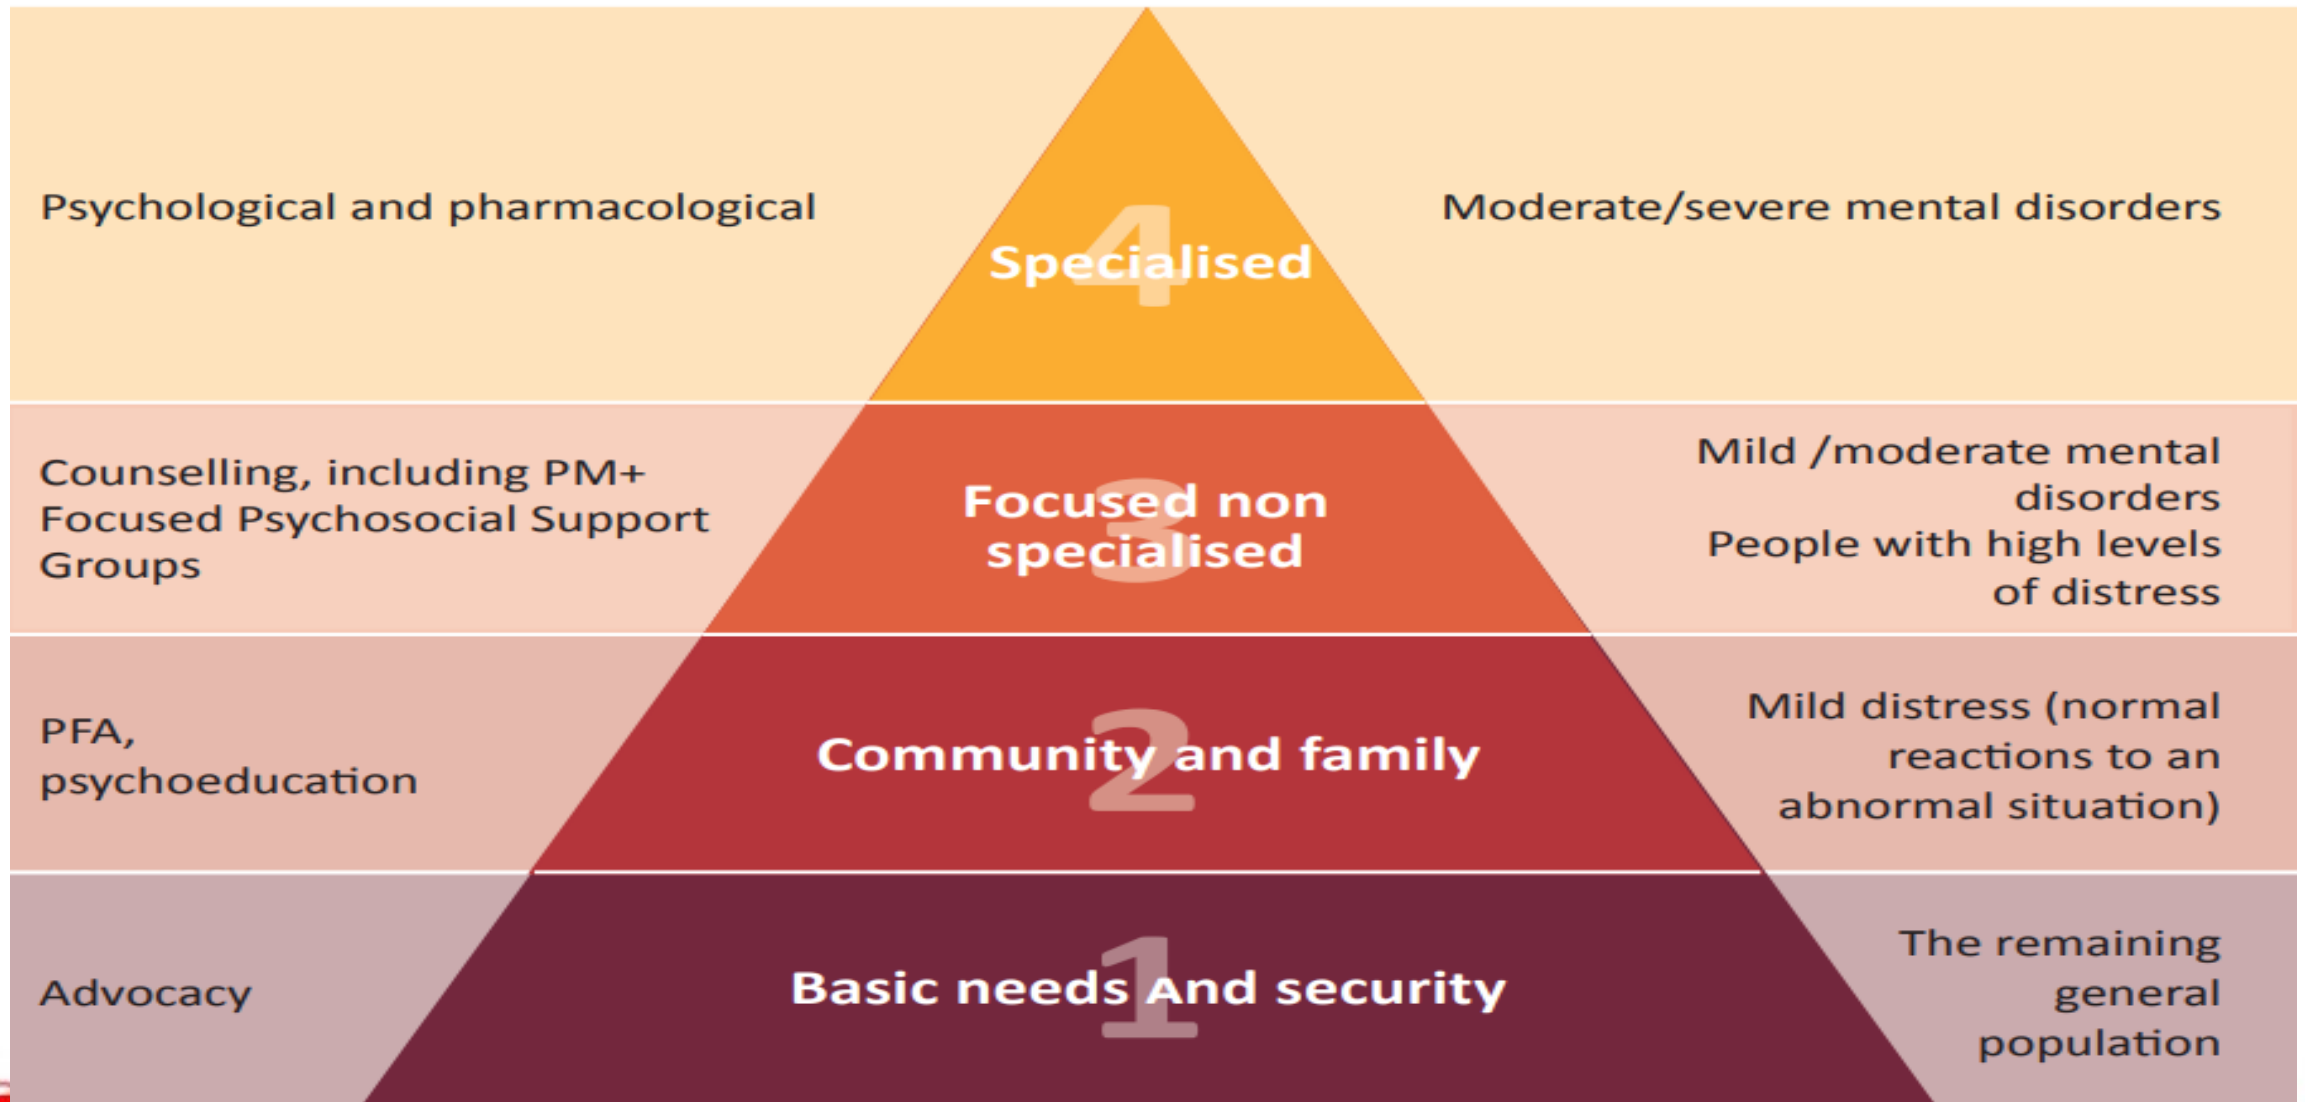 Psychological and pharmacological
4
Specialised
Moderate/severe mental disorders
Counselling, including PM+
Focused Psychosocial Support
Groups
3
Focused non
specialised
Mild /moderate mental
disorders
People with high levels
of distress
PFA,
psychoeducation
2
Community and family
Mild distress (normal
reactions to an
abnormal situation)
Advocacy
1
Basic needs And security
The remaining
general
population